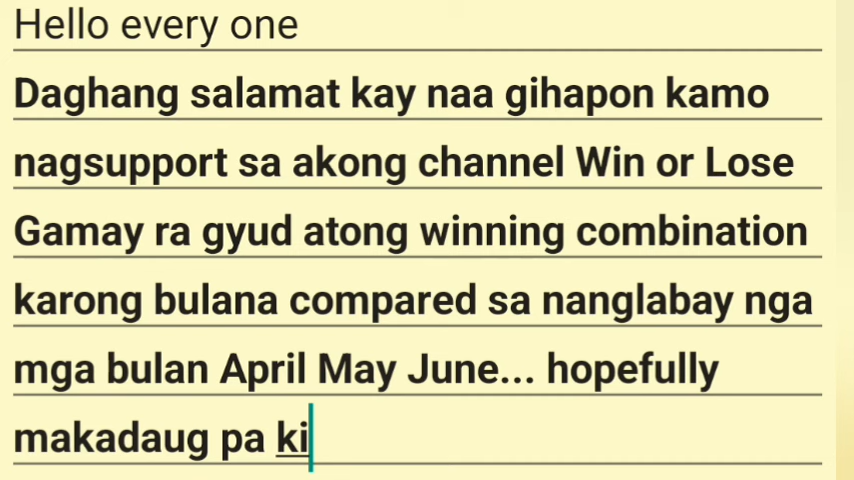 Hello every one
Daghang salamat kay naa gihapon kamo
nagsupport sa akong channel Win or Lose
Gamay ra gyud atong winning combination
karong bulana compared sa nanglabay nga
mga bulan April May June... hopefully
makadaug pa ki